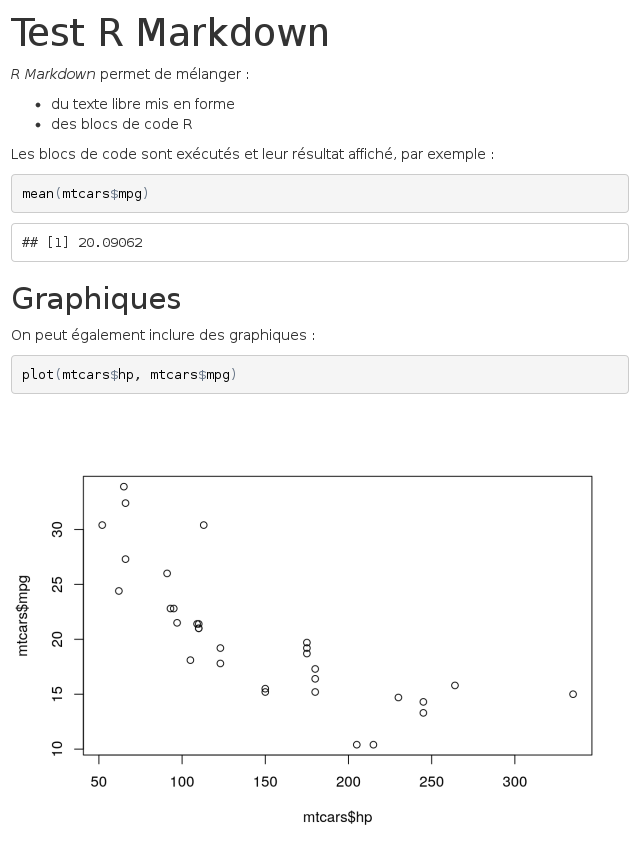 Test R Markdown
R Markdown permet de mélanger :
• du texte libre mis en forme
• des blocs de code R
Les blocs de code sont exécutés et leur résultat affiché, par exemple :
mean(mtcars$mpg)
## [1] 20.09062
Graphiques
On peut également inclure des graphiques :
plot(mtcars$hp, mtcars$mpg)
mtcars$mpg
30
25
20
15
10
50 100 150 200 250 300
mtcars$hp